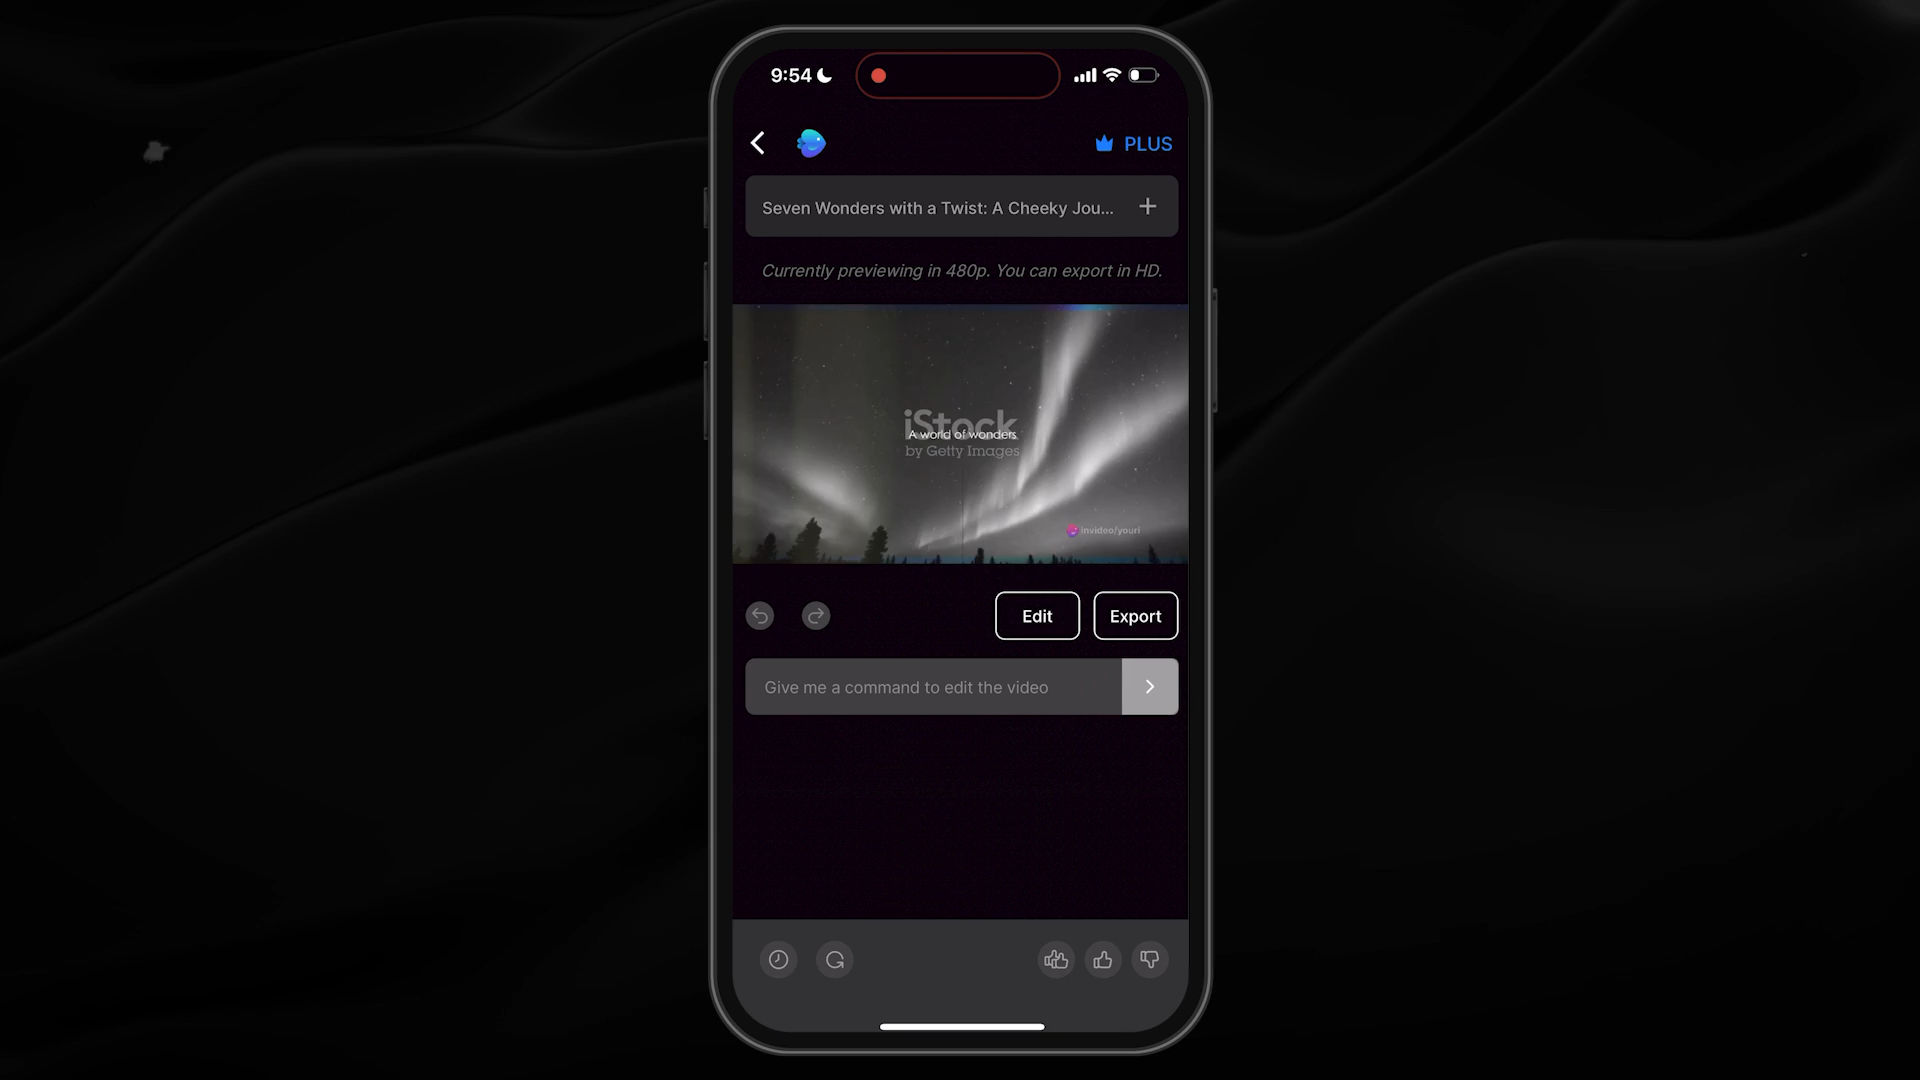 9:54
PLUS
Seven Wonders with a Twist: A Cheeky Jou...
Currently previewing in 480p. You can export in HD.
iStock
A world of wonders
by Getty Images
invideo/youri
Edit
Export
Give me a command to edit the video